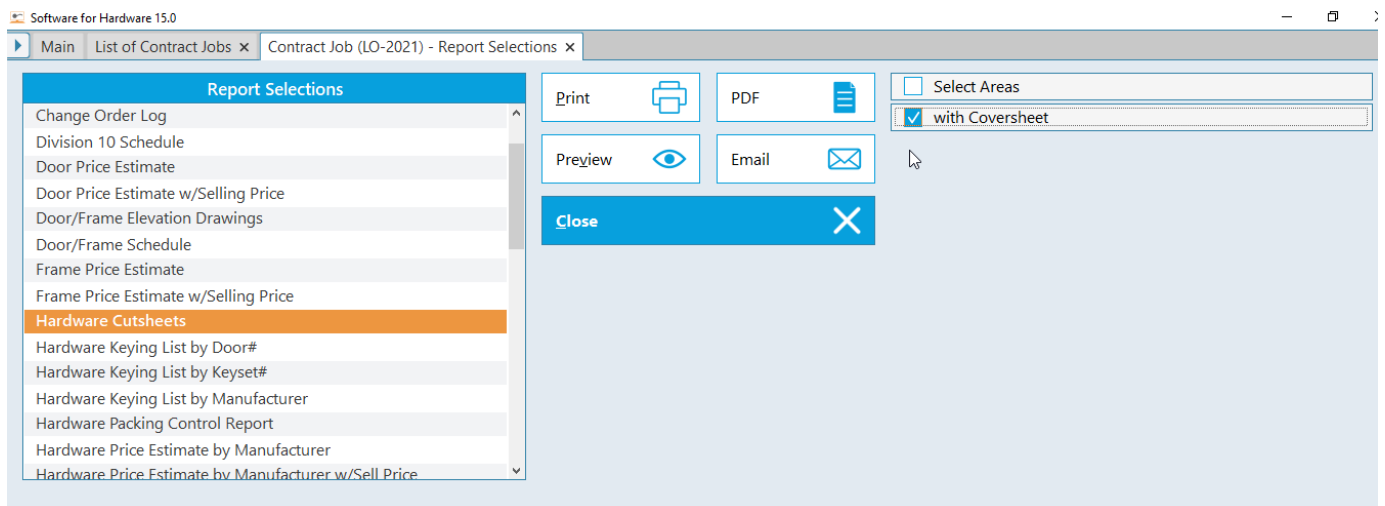 Software for Hardware 15.0
Main List of Contract Jobs × Contract Job (LO-2021) - Report Selections ×
Report Selections
Change Order Log
Division 10 Schedule
Door Price Estimate
Door Price Estimate w/Selling Price
Door/Frame Elevation Drawings
Door/Frame Schedule
Frame Price Estimate
Frame Price Estimate w/Selling Price
Hardware Cutsheets
Hardware Keying List by Door#
Hardware Keying List by Keyset#
Hardware Keying List by Manufacturer
Hardware Packing Control Report
Hardware Price Estimate by Manufacturer
Hardware Price Estimate by Manufacturer w/Sell Price
Print
PDF
Preview
Email
Close
Select Areas
with Coversheet